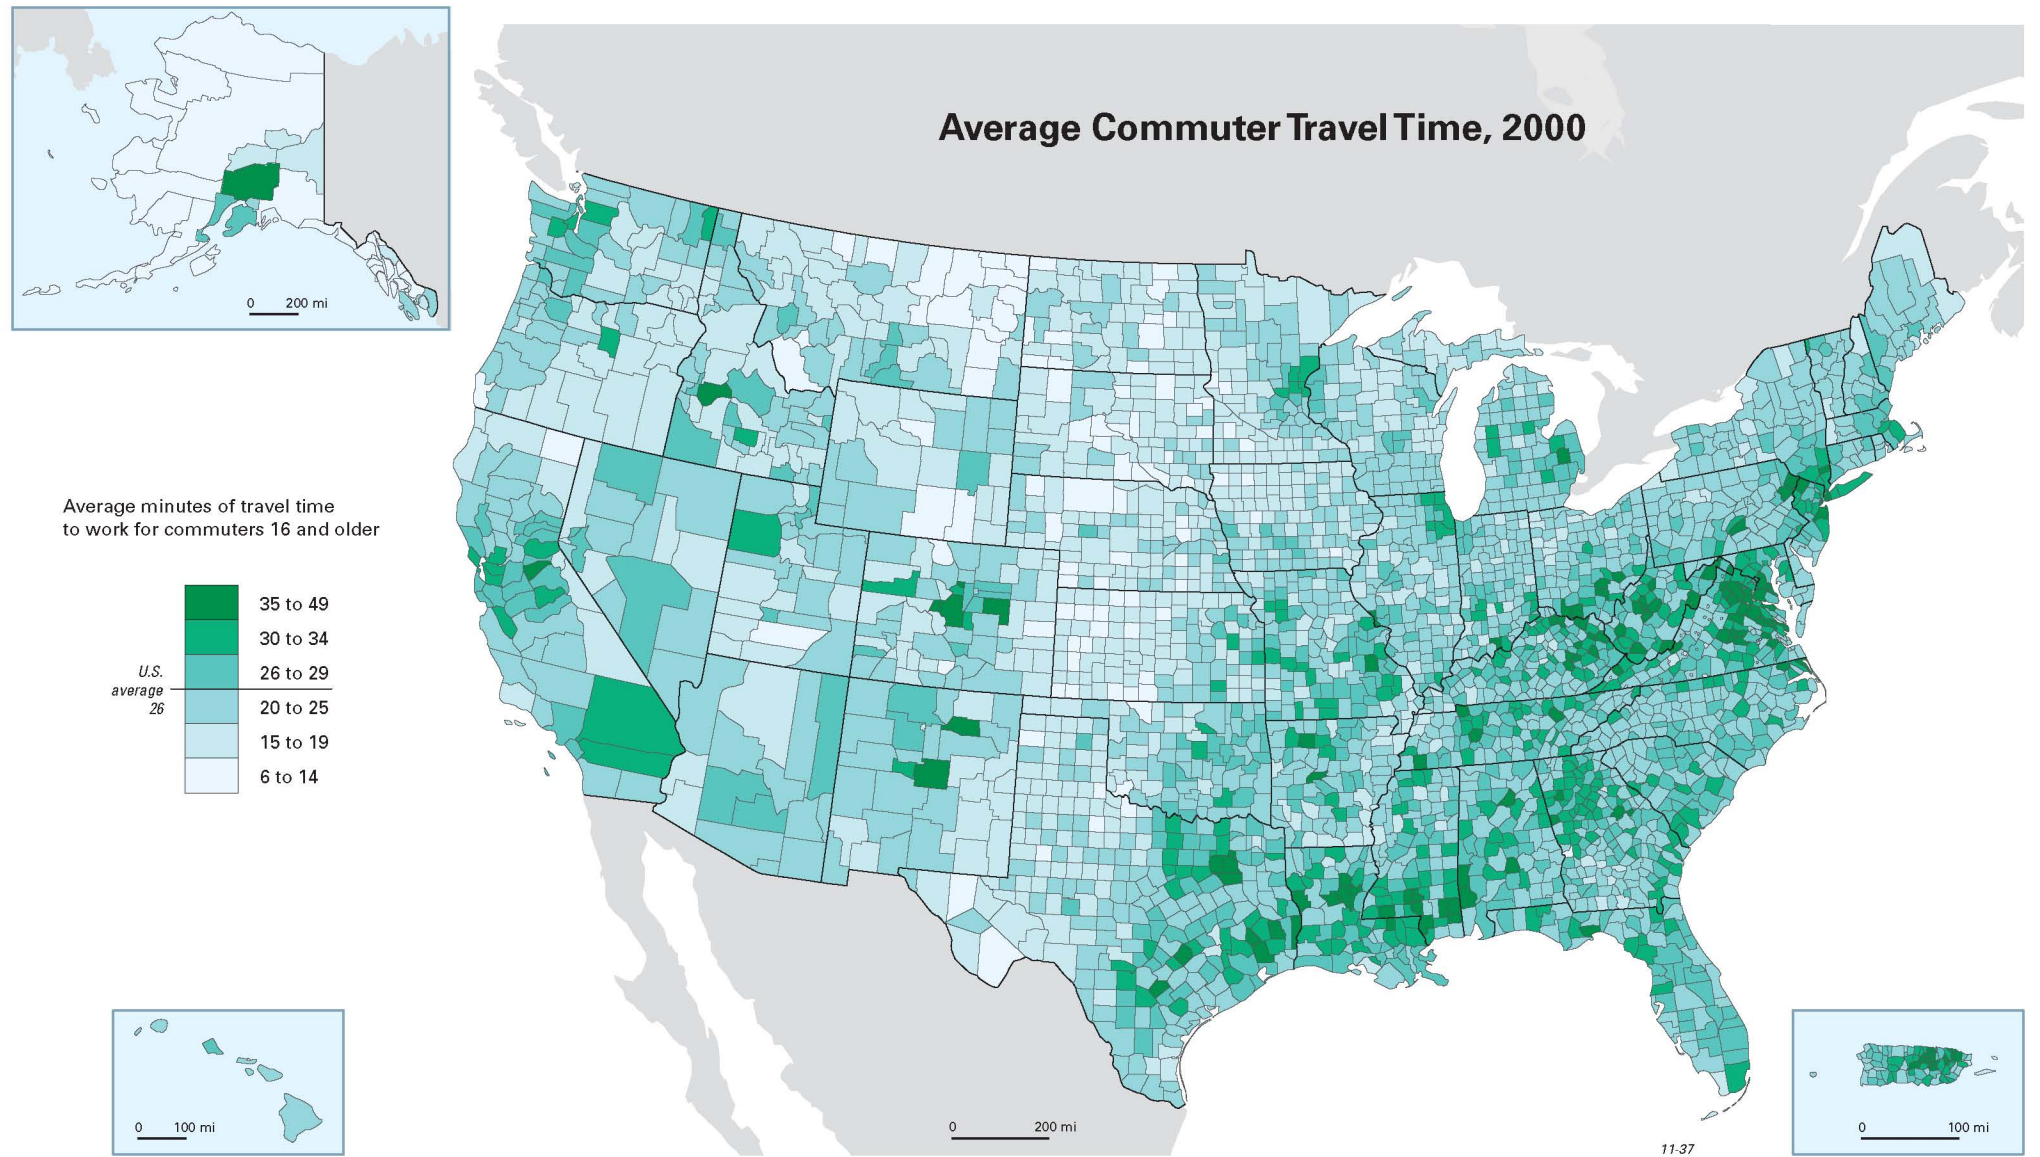 Average Commuter Travel Time, 2000
0 200 mi
Average minutes of travel time
to work for commuters 16 and older
35 to 49
30 to 34
26 to 29
U.S.
average
26
20 to 25
15 to 19
6 to 14
0 100 mi
0 200 mi
0 100 mi
11-37